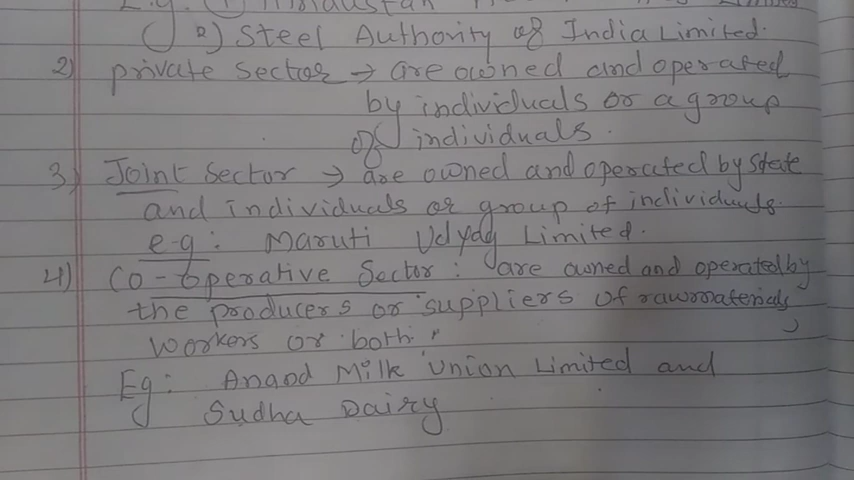 E.g. (1) Hindustan
2) Steel Authority of India Limited.
2) private sector → are owned and operated
by individuals or a group
of individuals.
3) Joint sector → are owned and operated by state
and individuals or group of individuals.
e.g: Maruti Udyog Limited.
4) Co-operative Sector: are owned and operated by
the producers or suppliers of raw materials,
workers or both.
Eg: Anand Milk Union Limited and
Sudha Dairy